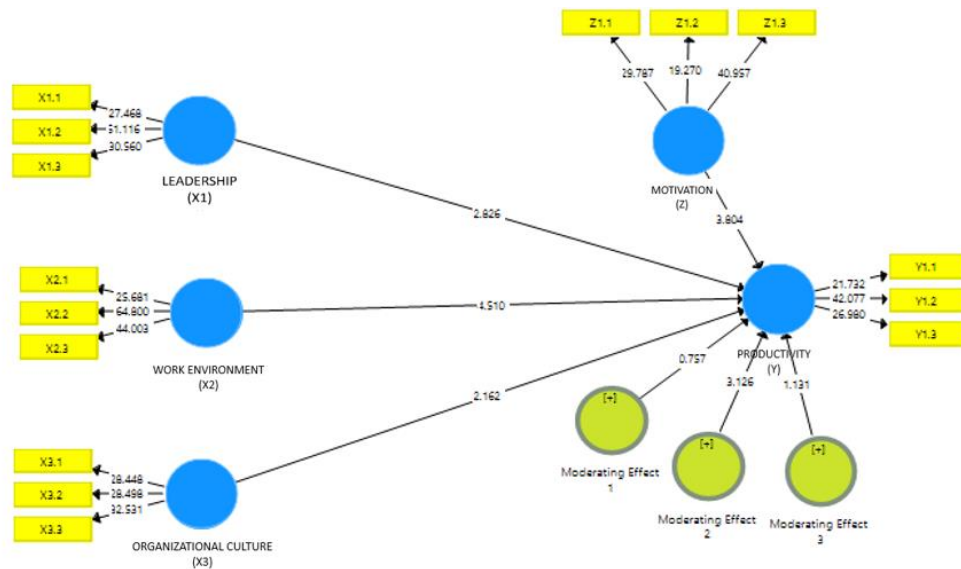 Z1.1
Z1.2
Z1.3
29.787
19.270
40.957
MOTIVATION
(Z)
3.804
X1.1
X1.2
X1.3
27.468
51.116
30.560
LEADERSHIP
(X1)
2.826
X2.1
X2.2
X2.3
25.681
64.800
44.003
WORK ENVIRONMENT
(X2)
4.510
X3.1
X3.2
X3.3
28.448
28.498
32.531
ORGANIZATIONAL CULTURE
(X3)
2.162
Y1.1
Y1.2
Y1.3
21.732
42.077
26.980
PRODUCTIVITY
(Y)
0.757
3.126
1.131
[+]
Moderating Effect
1
[+]
Moderating Effect
2
[+]
Moderating Effect
3